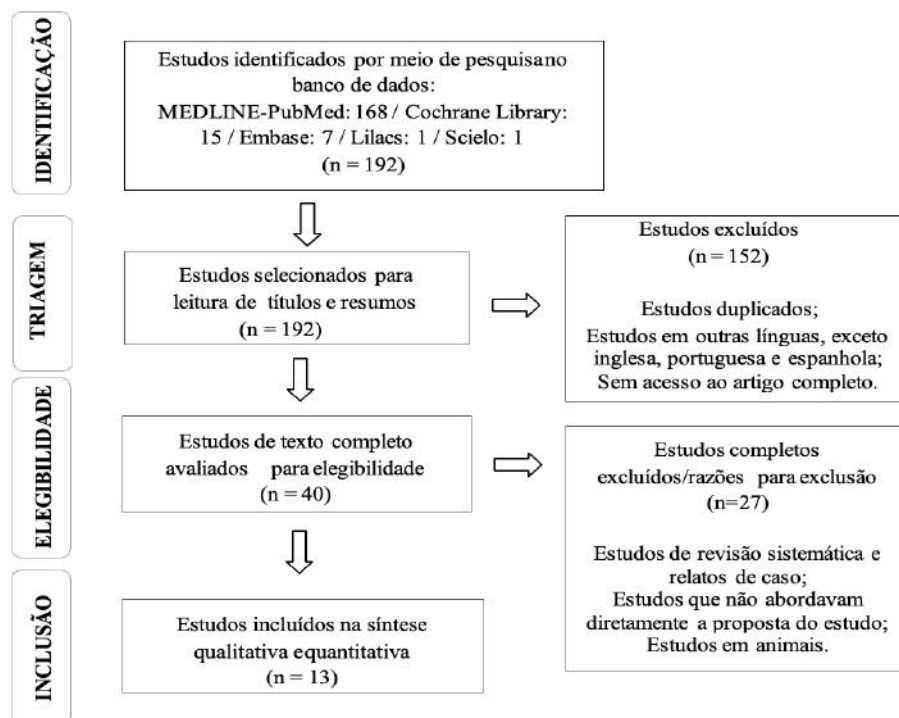 IDENTIFICAÇÃO
Estudos identificados por meio de pesquisano
banco de dados:
MEDLINE-PubMed: 168 / Cochrane Library:
15 / Embase: 7 / Lilacs: 1 / Scielo: 1
(n = 192)
TRIAGEM
Estudos selecionados para
leitura de títulos e resumos
(n = 192)
Estudos excluídos
(n = 152)
Estudos duplicados;
Estudos em outras línguas, exceto
inglesa, portuguesa e espanhola;
Sem acesso ao artigo completo.
ELEGIBILIDADE
Estudos de texto completo
avaliados para elegibilidade
(n = 40)
Estudos completos
excluídos/razões para exclusão
(n=27)
Estudos de revisão sistemática e
relatos de caso;
Estudos que não abordavam
diretamente a proposta do estudo;
Estudos em animais.
INCLUSÃO
Estudos incluídos na síntese
qualitativa equantitativa
(n = 13)